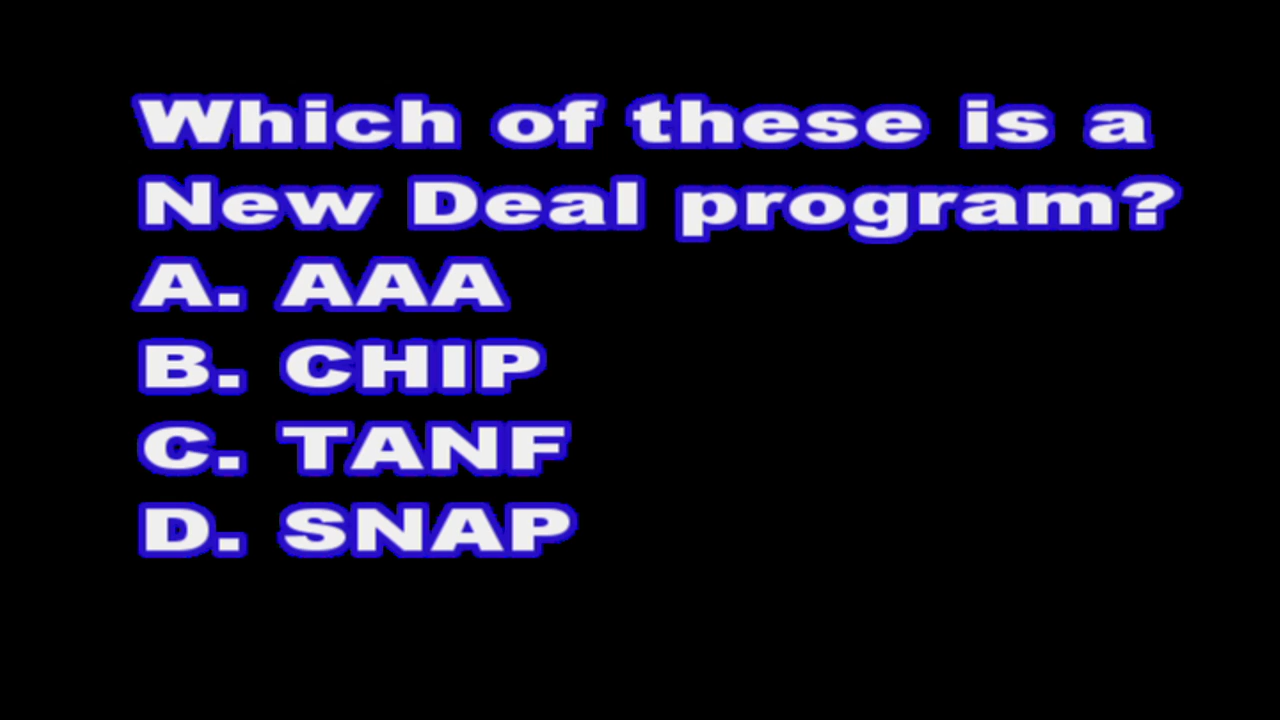 Which of these is a
New Deal program?
A. AAA
B. CHIP
C. TANF
D. SNAP